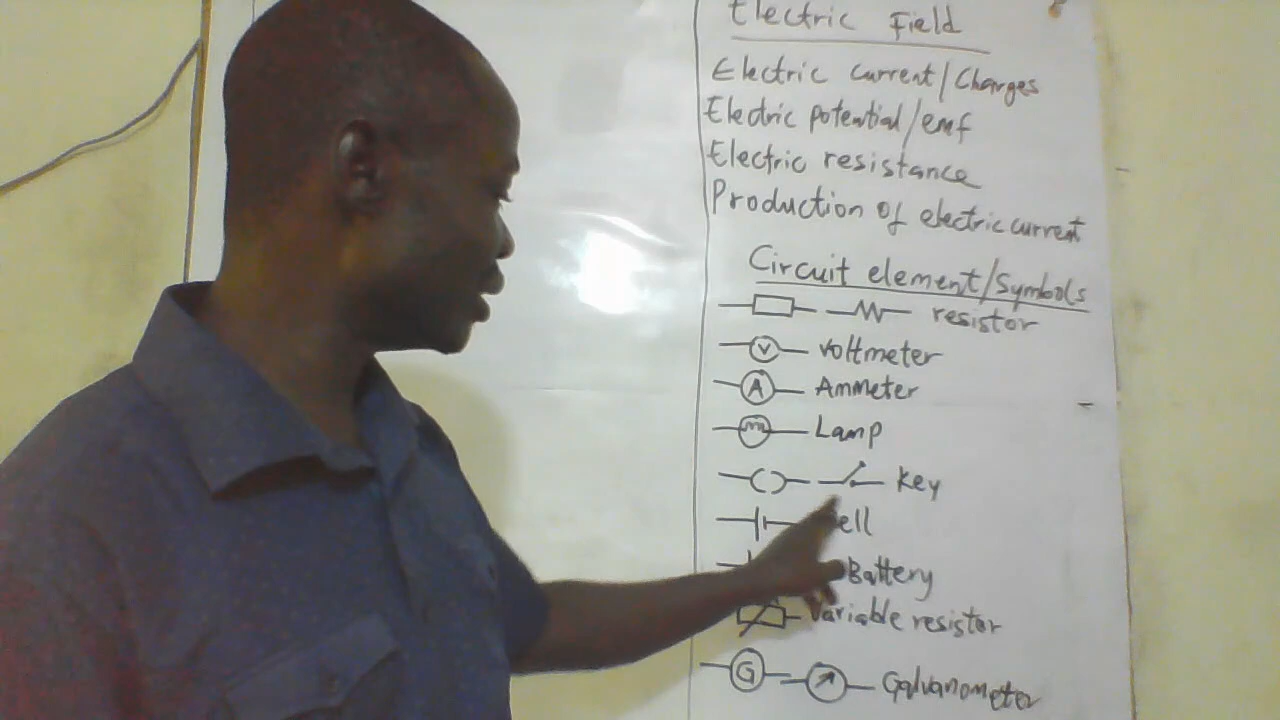 Electric Field
Electric current/Charges
Electric potential/emf
Electric resistance
Production of electric current
Circuit element/Symbols
resistor
V voltmeter
A Ammeter
Lamp
key
Battery
Variable resistor
G Galvanometer